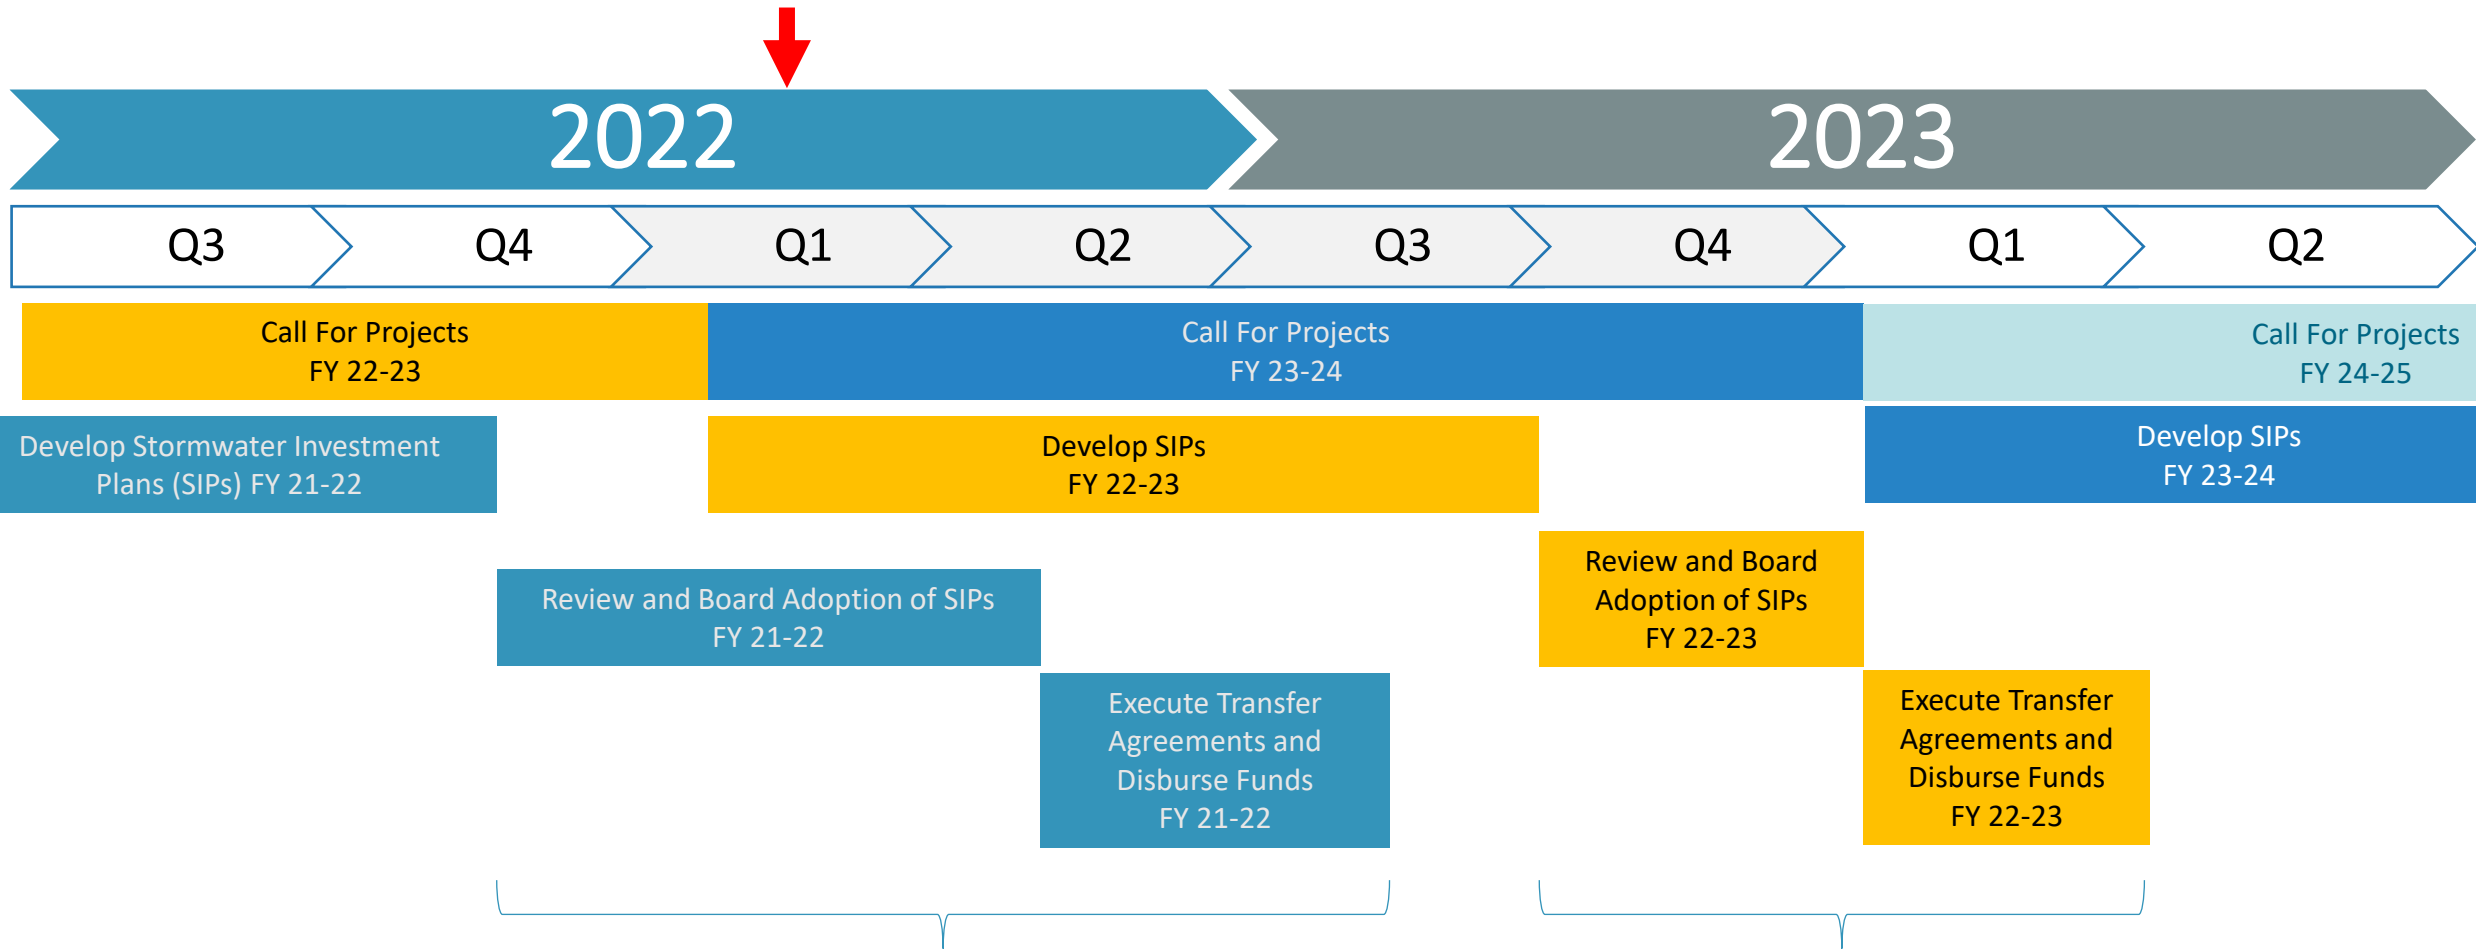 2022
2023
Q3
Q4
Q1
Q2
Q3
Q4
Q1
Q2
Call For Projects
FY 22-23
Call For Projects
FY 23-24
Call For Projects
FY 24-25
Develop Stormwater Investment
Plans (SIPs) FY 21-22
Develop SIPs
FY 22-23
Develop SIPs
FY 23-24
Review and Board Adoption of SIPs
FY 21-22
Review and Board
Adoption of SIPs
FY 22-23
Execute Transfer
Agreements and
Disburse Funds
FY 21-22
Execute Transfer
Agreements and
Disburse Funds
FY 22-23